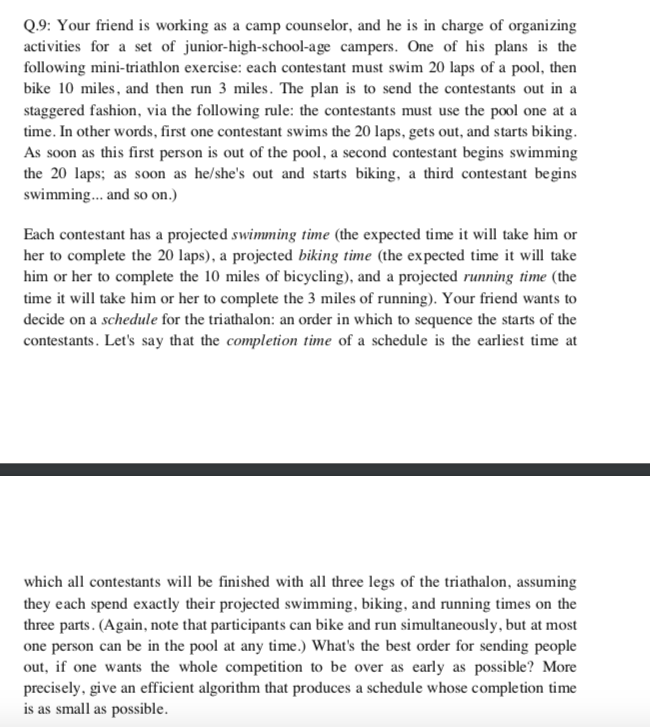 Q.9: Your friend is working as a camp counselor, and he is in charge of organizing
activities for a set of junior-high-school-age campers. One of his plans is the
following mini-triathlon exercise: each contestant must swim 20 laps of a pool, then
bike 10 miles, and then run 3 miles. The plan is to send the contestants out in a
staggered fashion, via the following rule: the contestants must use the pool one at a
time. In other words, first one contestant swims the 20 laps, gets out, and starts biking.
As soon as this first person is out of the pool, a second contestant begins swimming
the 20 laps; as soon as he/she's out and starts biking, a third contestant begins
swimming... and so on.)
Each contestant has a projected swimming time (the expected time it will take him or
her to complete the 20 laps), a projected biking time (the expected time it will take
him or her to complete the 10 miles of bicycling), and a projected running time (the
time it will take him or her to complete the 3 miles of running). Your friend wants to
decide on a schedule for the triathalon: an order in which to sequence the starts of the
contestants. Let's say that the completion time of a schedule is the earliest time at
which all contestants will be finished with all three legs of the triathalon, assuming
they each spend exactly their projected swimming, biking, and running times on the
three parts. (Again, note that participants can bike and run simultaneously, but at most
one person can be in the pool at any time.) What's the best order for sending people
out, if one wants the whole competition to be over as early as possible? More
precisely, give an efficient algorithm that produces a schedule whose completion time
is as small as possible.